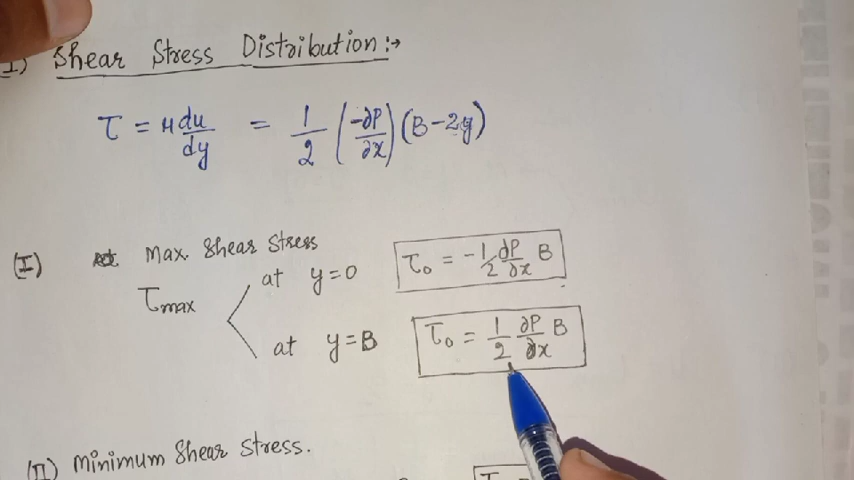 I) Shear Stress Distribution :→
τ = μ du/dy = 1/2 (-∂P/∂x) (B-2y)
(I) Max. Shear Stress
τmax
at y=0 τ₀ = -1/2 ∂P/∂x B
at y=B τ₀ = 1/2 ∂P/∂x B
(II) Minimum Shear Stress.